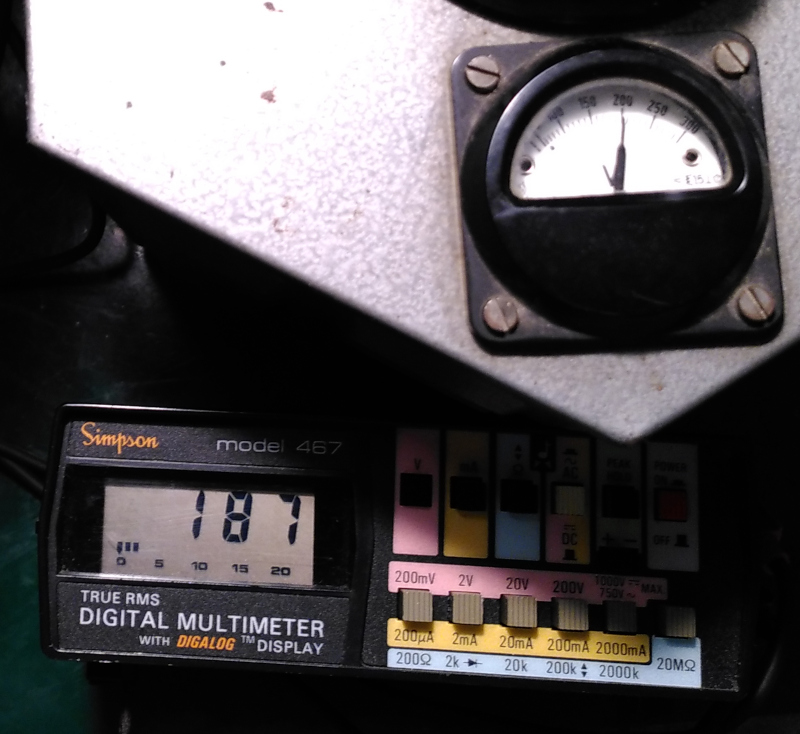 150 200 250 300
Simpson model 467
187
0 5 10 15 20
TRUE RMS
DIGITAL MULTIMETER
WITH DIGALOG™ DISPLAY
V
DC
POWER
OFF
200mV 2V 20V 200V 1000V MAX
750V
200µA 2mA 20mA 200mA 2000mA
200Ω 2k 20k 200k 2000k 20MΩ